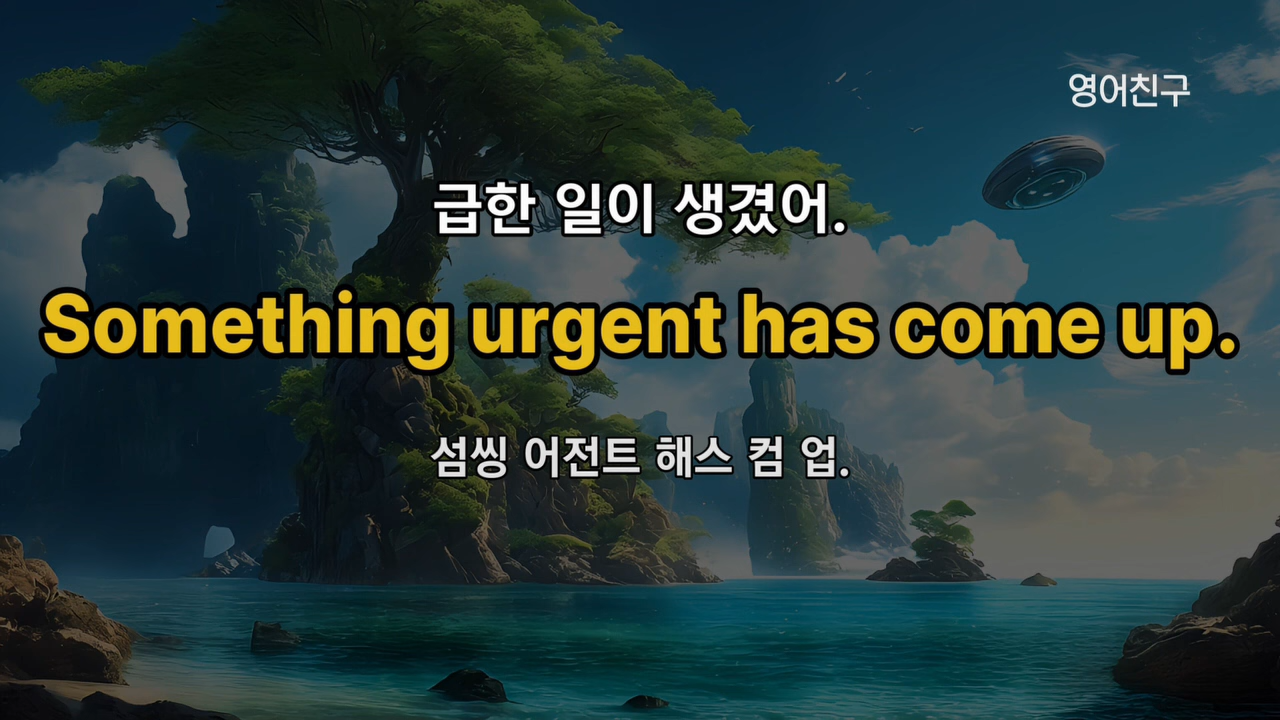 영어친구
급한 일이 생겼어.
Something urgent has come up.
섬씽 어전트 해스 컴 업.